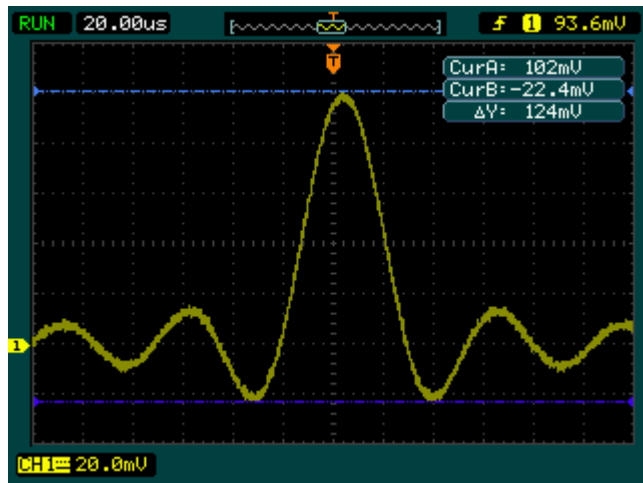 RUN 20.00us T 1 93.6mV
T
CurA: 102mV
CurB:-22.4mV
ΔY: 124mV
1
CH1 20.0mV